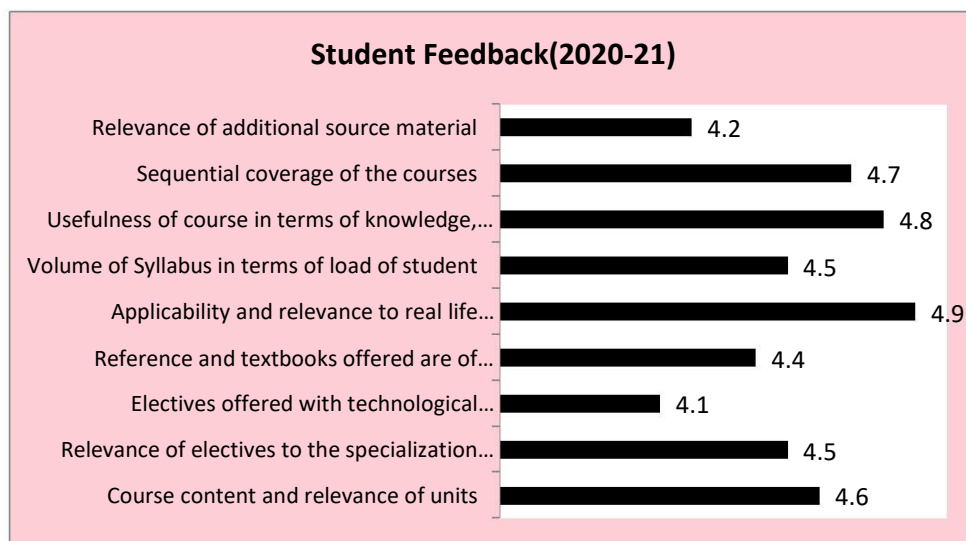 Student Feedback(2020-21)
Relevance of additional source material 4.2
Sequential coverage of the courses 4.7
Usefulness of course in terms of knowledge,... 4.8
Volume of Syllabus in terms of load of student 4.5
Applicability and relevance to real life... 4.9
Reference and textbooks offered are of... 4.4
Electives offered with technological... 4.1
Relevance of electives to the specialization... 4.5
Course content and relevance of units 4.6